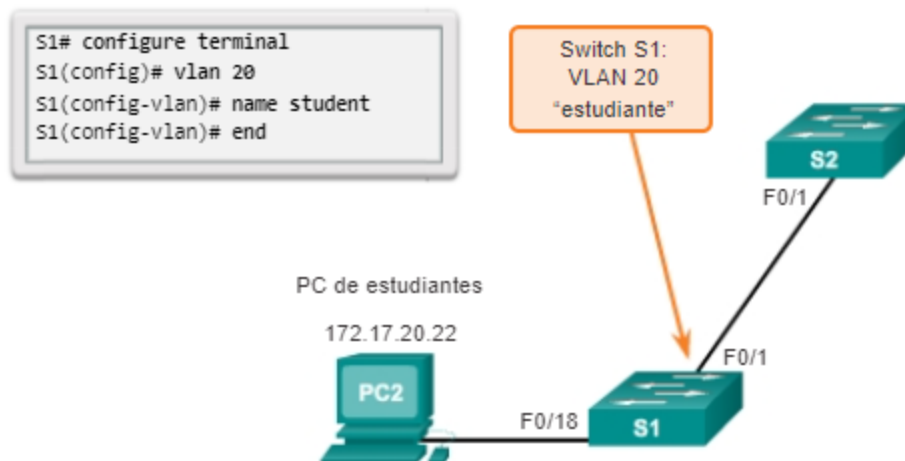 S1# configure terminal
S1(config)# vlan 20
S1(config-vlan)# name student
S1(config-vlan)# end
Switch S1:
VLAN 20
“estudiante”
S2
F0/1
PC de estudiantes
172.17.20.22
F0/1
PC2
F0/18
S1